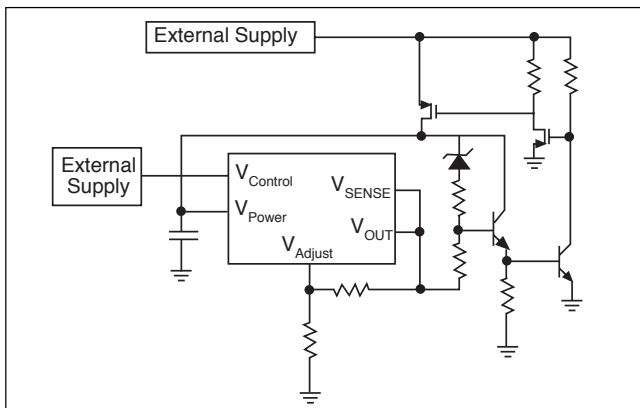 External Supply
External
Supply
VControl
VSENSE
VPower
VOUT
VAdjust